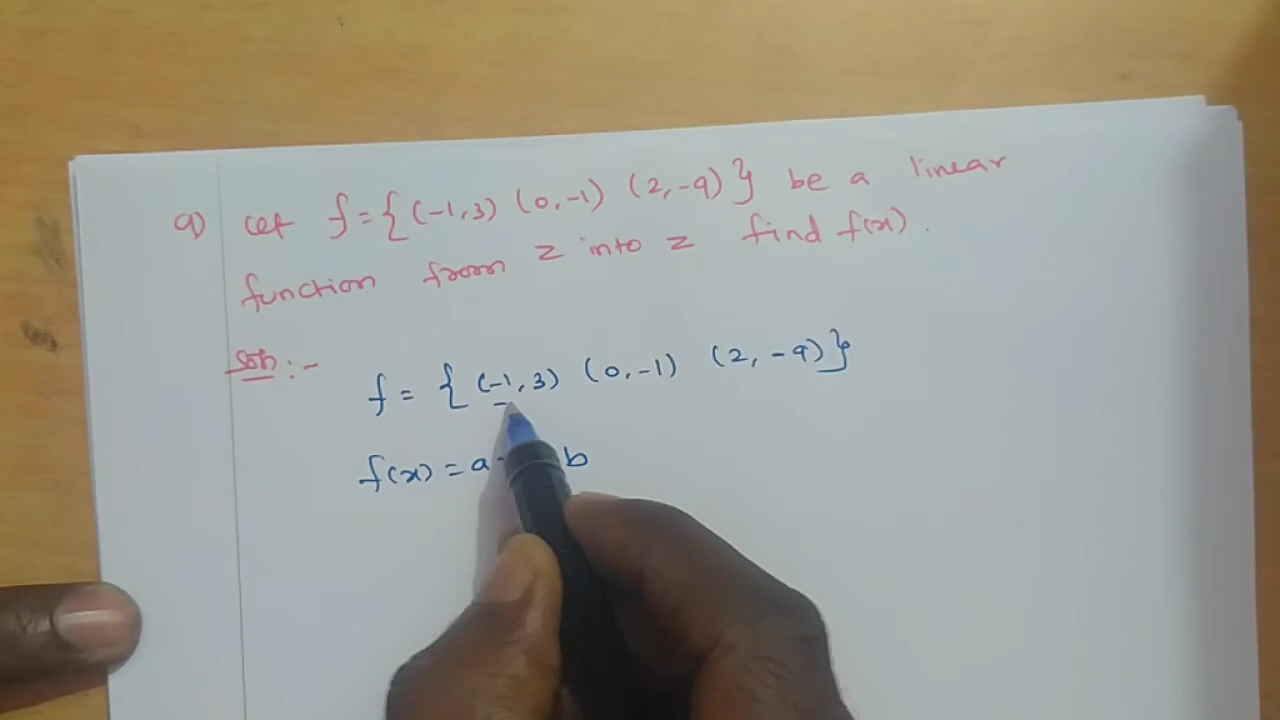 9) Let f={(-1,3) (0,-1) (2,-9)} be a linear
function from z into z find f(x).
Soln:-
f = {(-1,3) (0,-1) (2,-9)}
f(x) = a b